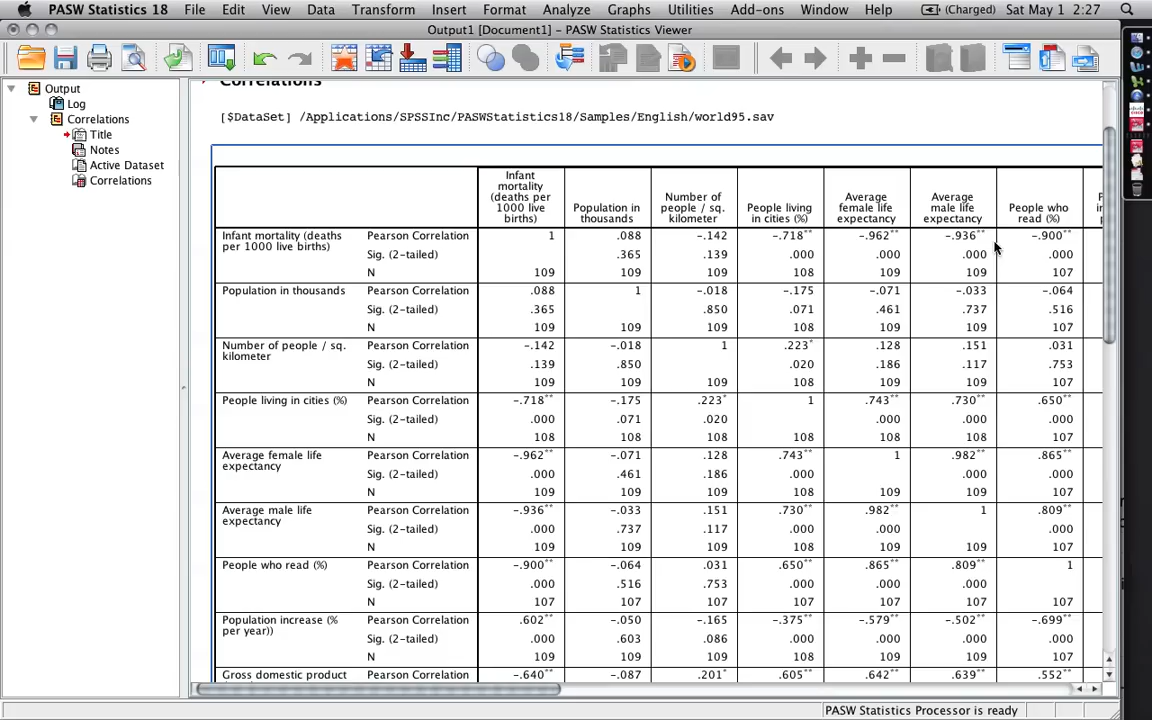 PASW Statistics 18 File Edit View Data Transform Insert Format Analyze Graphs Utilities Add-ons Window Help (Charged) Sat May 1 2:27
Output1 [Document1] – PASW Statistics Viewer
Output
Log
Correlations
Title
Notes
Active Dataset
Correlations
Correlations
[$DataSet] /Applications/SPSSInc/PASWStatistics18/Samples/English/world95.sav
Infant
mortality
(deaths per
1000 live
births)
Population in
thousands
Number of
people / sq.
kilometer
People living
in cities (%)
Average
female life
expectancy
Average
male life
expectancy
People who
read (%)
Infant mortality (deaths
per 1000 live births)
Pearson Correlation 1 .088 –.142 –.718** –.962** –.936** –.900**
Sig. (2-tailed) .365 .139 .000 .000 .000 .000
N 109 109 109 108 109 109 107
Population in thousands Pearson Correlation .088 1 –.018 –.175 –.071 –.033 –.064
Sig. (2-tailed) .365 .850 .071 .461 .737 .516
N 109 109 109 108 109 109 107
Number of people / sq.
kilometer
Pearson Correlation –.142 –.018 1 .223* .128 .151 .031
Sig. (2-tailed) .139 .850 .020 .186 .117 .753
N 109 109 109 108 109 109 107
People living in cities (%) Pearson Correlation –.718** –.175 .223* 1 .743** .730** .650**
Sig. (2-tailed) .000 .071 .020 .000 .000 .000
N 108 108 108 108 108 108 107
Average female life
expectancy
Pearson Correlation –.962** –.071 .128 .743** 1 .982** .865**
Sig. (2-tailed) .000 .461 .186 .000 .000 .000
N 109 109 109 108 109 109 107
Average male life
expectancy
Pearson Correlation –.936** –.033 .151 .730** .982** 1 .809**
Sig. (2-tailed) .000 .737 .117 .000 .000 .000
N 109 109 109 108 109 109 107
People who read (%) Pearson Correlation –.900** –.064 .031 .650** .865** .809** 1
Sig. (2-tailed) .000 .516 .753 .000 .000 .000
N 107 107 107 107 107 107 107
Population increase (%
per year))
Pearson Correlation .602** –.050 –.165 –.375** –.579** –.502** –.699**
Sig. (2-tailed) .000 .603 .086 .000 .000 .000 .000
N 109 109 109 108 109 109 107
Gross domestic product Pearson Correlation –.640** –.087 .201* .605** .642** .639** .552**
PASW Statistics Processor is ready